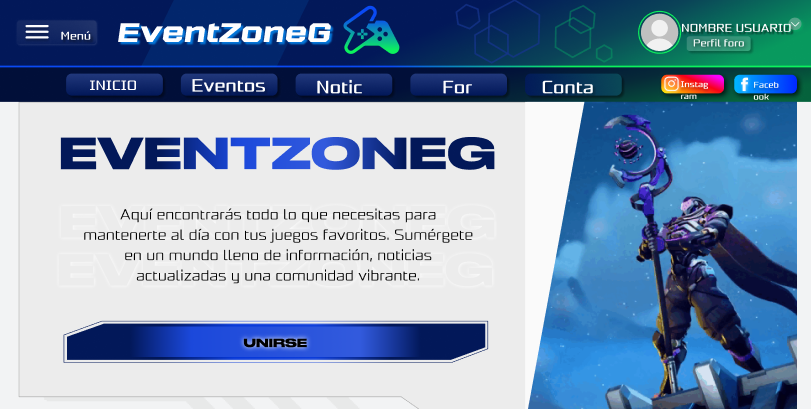 Menú
EventZoneG
NOMBRE USUARIO
Perfil foro
INICIO
Eventos
Notic
For
Conta
Instag
ram
Faceb
ook
EVENTZONEG
Aquí encontrarás todo lo que necesitas para
mantenerte al día con tus juegos favoritos. Sumérgete
en un mundo lleno de información, noticias
actualizadas y una comunidad vibrante.
EVENTZONEG
EVENTZONEG
UNIRSE